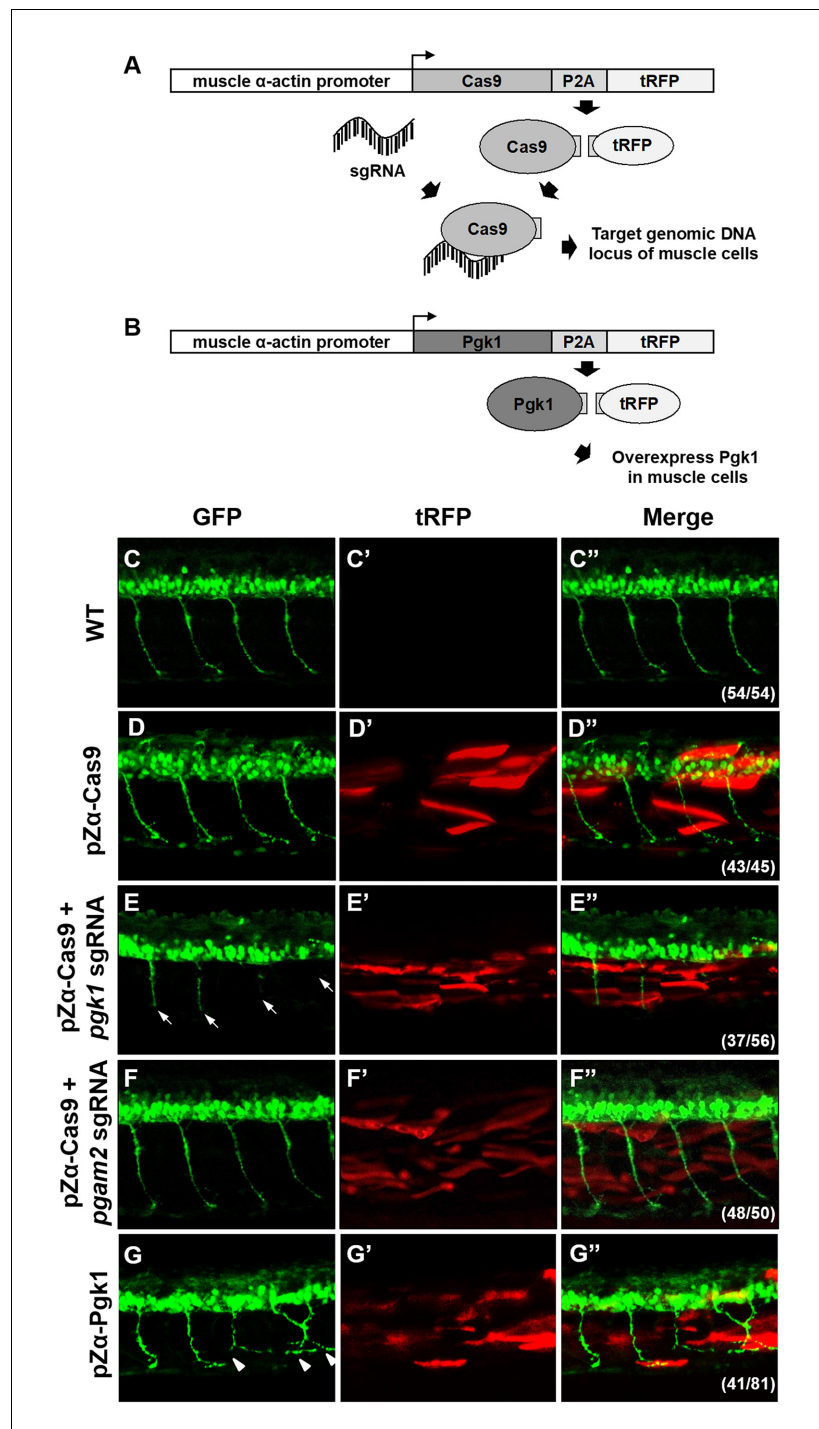 A
muscle α-actin promoter
Cas9
P2A
tRFP
sgRNA
Cas9
tRFP
Cas9
Target genomic DNA
locus of muscle cells
B
muscle α-actin promoter
Pgk1
P2A
tRFP
Pgk1
tRFP
Overexpress Pgk1
in muscle cells
GFP
tRFP
Merge
WT
C
C’
C”
(54/54)
pZα-Cas9
D
D’
D”
(43/45)
pZα-Cas9 +
pgk1 sgRNA
E
E’
E”
(37/56)
pZα-Cas9 +
pgam2 sgRNA
F
F’
F”
(48/50)
pZα-Pgk1
G
G’
G”
(41/81)